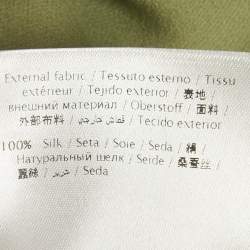 External fabric / Tessuto esterno / Tissu
extérieur / Tejido exterior / 表地 /
внешний материал / Oberstoff / 面料 /
外部布料 / قماش خارجي / Tecido exterior
100% Silk / Seta / Soie / Seda / 絹 /
Натуральный шелк / Seide / 桑蚕丝 /
蠶絲 / حرير / Seda